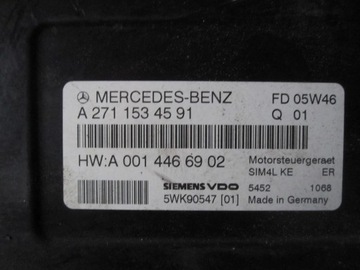 MERCEDES-BENZ FD 05W46
A 271 153 45 91 Q 01
HW:A 001 446 69 02 Motorsteuergeraet
SIM4L KE ER
SIEMENS VDO 5452 1068
5WK90547 [01] Made in Germany